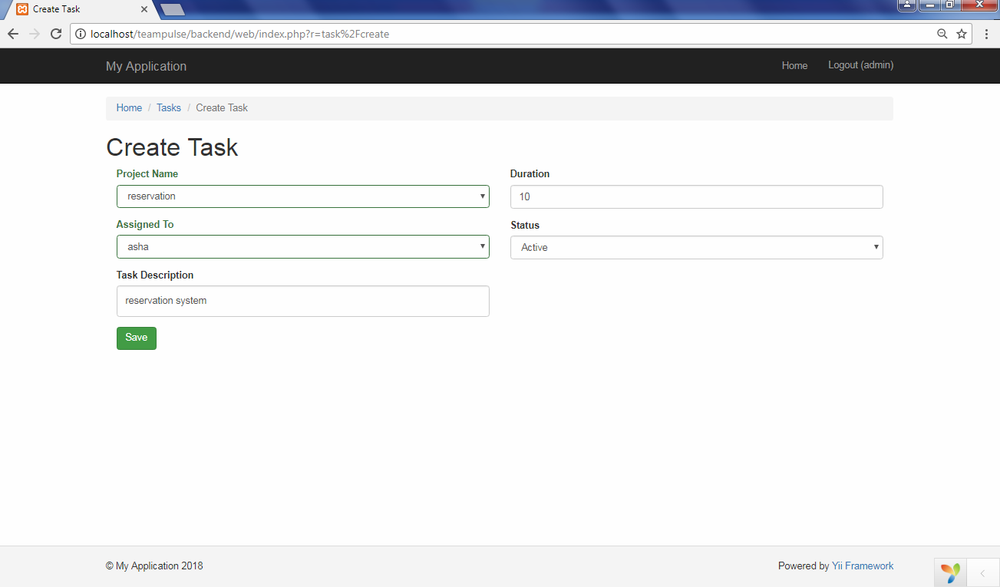 Create Task
localhost/teampulse/backend/web/index.php?r=task%2Fcreate
My Application
Home
Logout (admin)
Home / Tasks / Create Task
Create Task
Project Name
reservation
Duration
10
Assigned To
asha
Status
Active
Task Description
reservation system
Save
© My Application 2018
Powered by Yii Framework